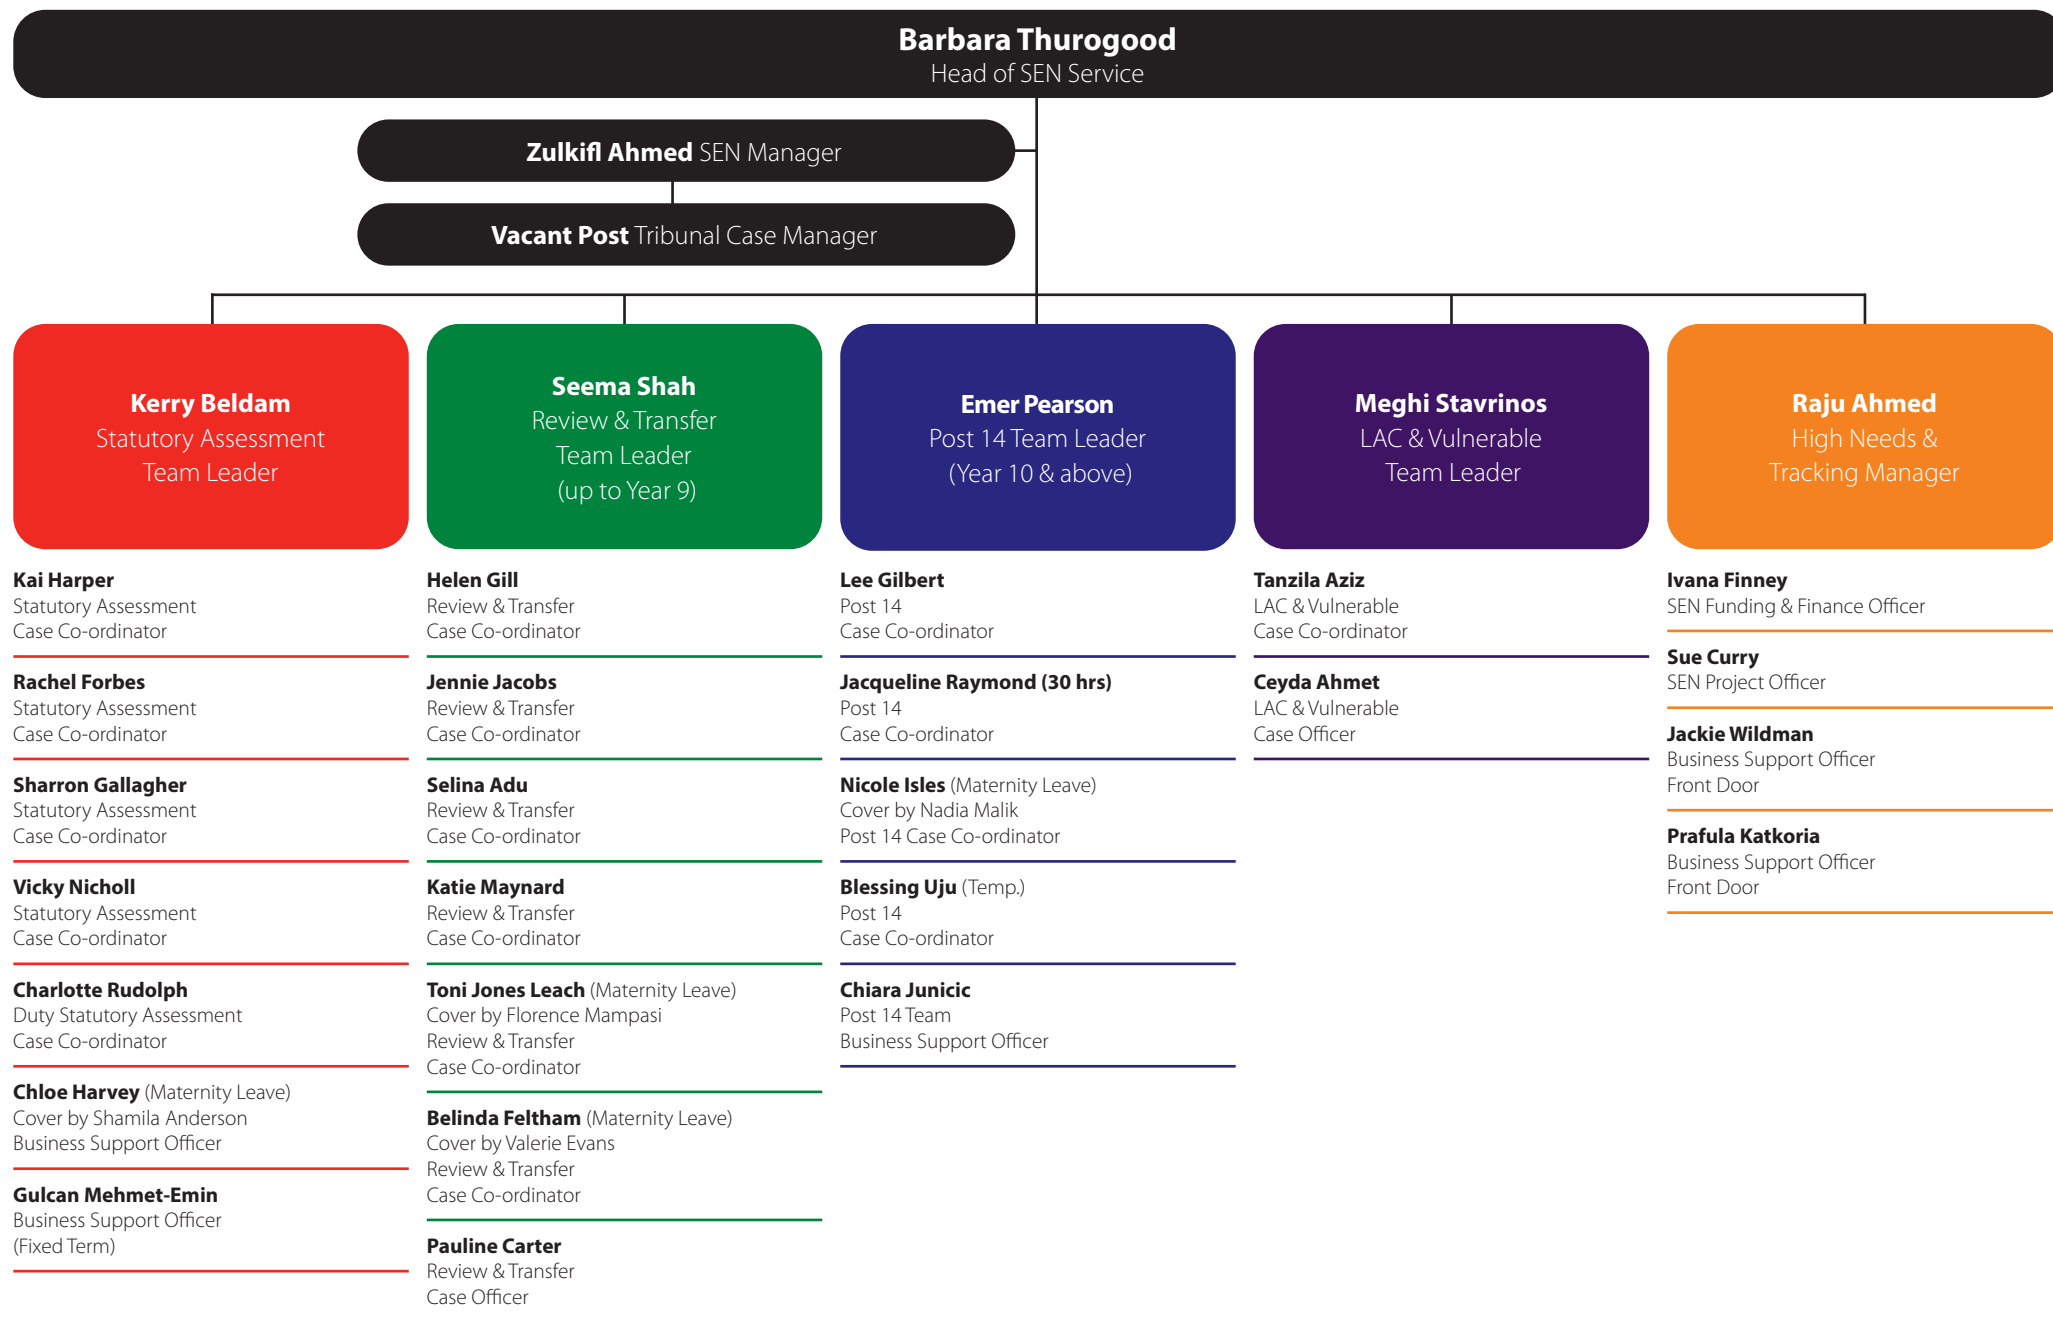 Barbara Thurogood
Head of SEN Service
Zulkifl Ahmed SEN Manager
Vacant Post Tribunal Case Manager
Kerry Beldam
Statutory Assessment
Team Leader
Seema Shah
Review & Transfer
Team Leader
(up to Year 9)
Emer Pearson
Post 14 Team Leader
(Year 10 & above)
Meghi Stavrinos
LAC & Vulnerable
Team Leader
Raju Ahmed
High Needs &
Tracking Manager
Kai Harper
Statutory Assessment
Case Co-ordinator
Rachel Forbes
Statutory Assessment
Case Co-ordinator
Sharron Gallagher
Statutory Assessment
Case Co-ordinator
Vicky Nicholl
Statutory Assessment
Case Co-ordinator
Charlotte Rudolph
Duty Statutory Assessment
Case Co-ordinator
Chloe Harvey (Maternity Leave)
Cover by Shamila Anderson
Business Support Officer
Gulcan Mehmet-Emin
Business Support Officer
(Fixed Term)
Helen Gill
Review & Transfer
Case Co-ordinator
Jennie Jacobs
Review & Transfer
Case Co-ordinator
Selina Adu
Review & Transfer
Case Co-ordinator
Katie Maynard
Review & Transfer
Case Co-ordinator
Toni Jones Leach (Maternity Leave)
Cover by Florence Mampasi
Review & Transfer
Case Co-ordinator
Belinda Feltham (Maternity Leave)
Cover by Valerie Evans
Review & Transfer
Case Co-ordinator
Pauline Carter
Review & Transfer
Case Officer
Lee Gilbert
Post 14
Case Co-ordinator
Jacqueline Raymond (30 hrs)
Post 14
Case Co-ordinator
Nicole Isles (Maternity Leave)
Cover by Nadia Malik
Post 14 Case Co-ordinator
Blessing Uju (Temp.)
Post 14
Case Co-ordinator
Chiara Junicic
Post 14 Team
Business Support Officer
Tanzila Aziz
LAC & Vulnerable
Case Co-ordinator
Ceyda Ahmet
LAC & Vulnerable
Case Officer
Ivana Finney
SEN Funding & Finance Officer
Sue Curry
SEN Project Officer
Jackie Wildman
Business Support Officer
Front Door
Prafula Katkoria
Business Support Officer
Front Door